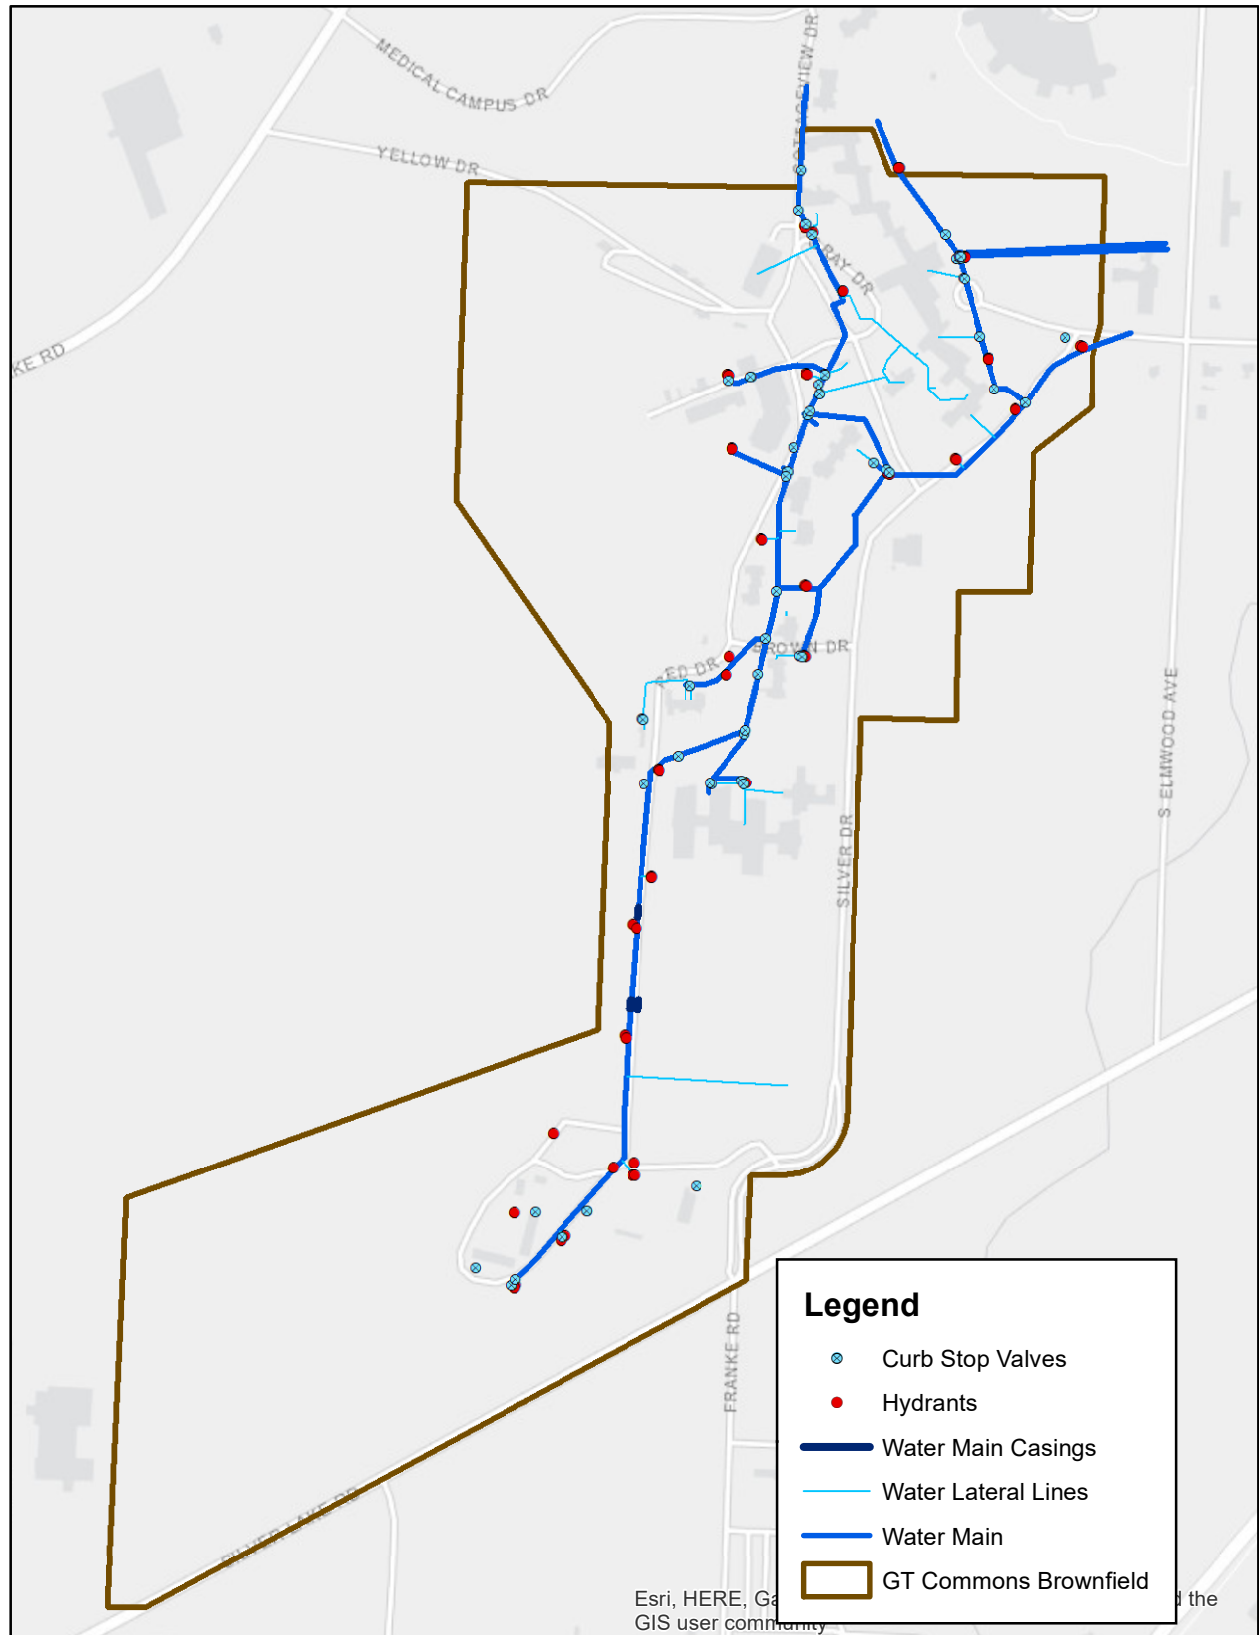 COTTAGEVIEW DR
MEDICAL CAMPUS DR
YELLOW DR
RAY DR
KE RD
BROWN DR
RED DR
S ELMWOOD AVE
SILVER DR
FRANKE RD
SILVER LAKE RD
Legend
Curb Stop Valves
Hydrants
Water Main Casings
Water Lateral Lines
Water Main
GT Commons Brownfield
Esri, HERE, Ga d the
GIS user community